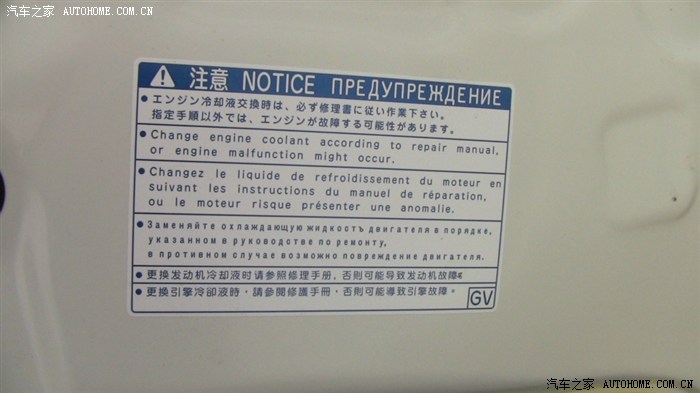 汽车之家 AUTOHOME.COM.CN
注意 NOTICE ПРЕДУПРЕЖДЕНИЕ
● エンジン冷却液交換時は、必ず修理書に従い作業下さい。
指定手順以外では、エンジンが故障する可能性があります。
● Change engine coolant according to repair manual,
or engine malfunction might occur.
● Changez le liquide de refroidissement du moteur en
suivant les instructions du manuel de réparation,
ou le moteur risque présenter une anomalie.
● Заменяйте охлаждающую жидкость двигателя в порядке,
указанном в руководстве по ремонту,
в противном случае возможно повреждение двигателя.
● 更换发动机冷却液时请参照修理手册，否则可能导致发动机故障。
● 更換引擎冷卻液時，請參閱修護手冊，否則可能導致引擎故障。
GV
汽车之家 AUTOHOME.COM.CN